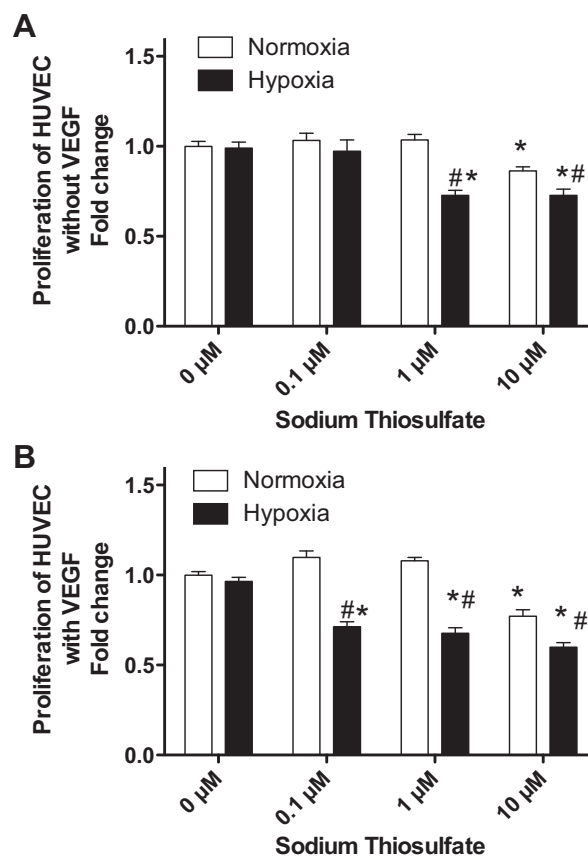 A
Normoxia
Hypoxia
Proliferation of HUVEC
without VEGF
Fold change
1.5
1.0
0.5
0.0
#*
*
*#
0 µM
0.1 µM
1 µM
10 µM
Sodium Thiosulfate
B
Normoxia
Hypoxia
Proliferation of HUVEC
with VEGF
Fold change
1.5
1.0
0.5
0.0
#*
*#
*
* #
0 µM
0.1 µM
1 µM
10 µM
Sodium Thiosulfate